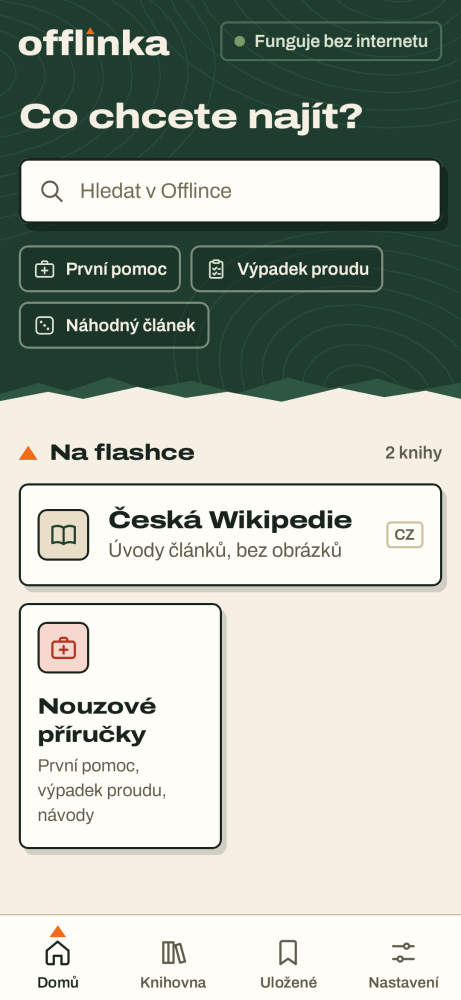 offlinka
Funguje bez internetu
Co chcete najít?
Hledat v Offlince
První pomoc
Výpadek proudu
Náhodný článek
Na flashce
2 knihy
Česká Wikipedie
Úvody článků, bez obrázků
CZ
Nouzové
příručky
První pomoc,
výpadek proudu,
návody
Domů
Knihovna
Uložené
Nastavení